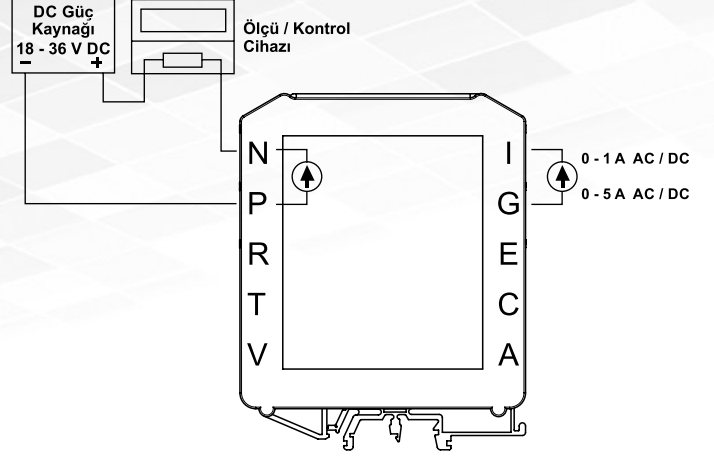 DC Güç
Kaynağı
18 - 36 V DC
− +
Ölçü / Kontrol
Cihazı
N
P
R
T
V
I
G
E
C
A
0 - 1 A AC / DC
0 - 5 A AC / DC